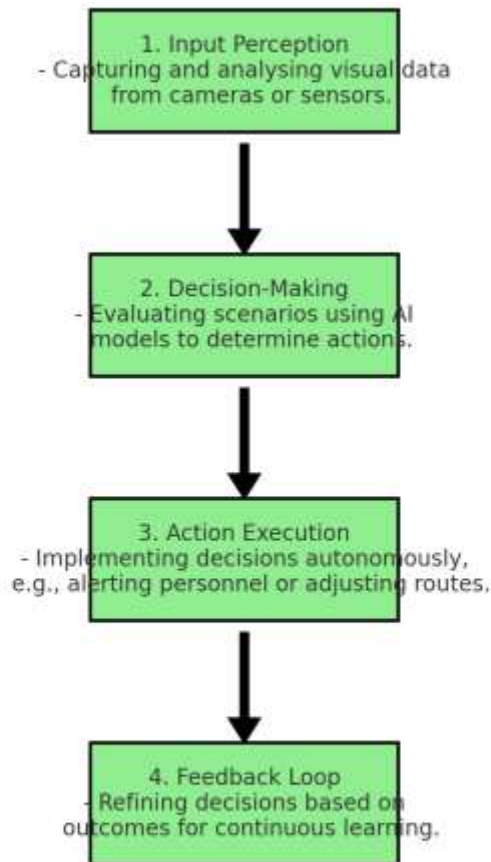 1. Input Perception
- Capturing and analysing visual data
from cameras or sensors.
2. Decision-Making
- Evaluating scenarios using AI
models to determine actions.
3. Action Execution
- Implementing decisions autonomously,
e.g., alerting personnel or adjusting routes.
4. Feedback Loop
- Refining decisions based on
outcomes for continuous learning.